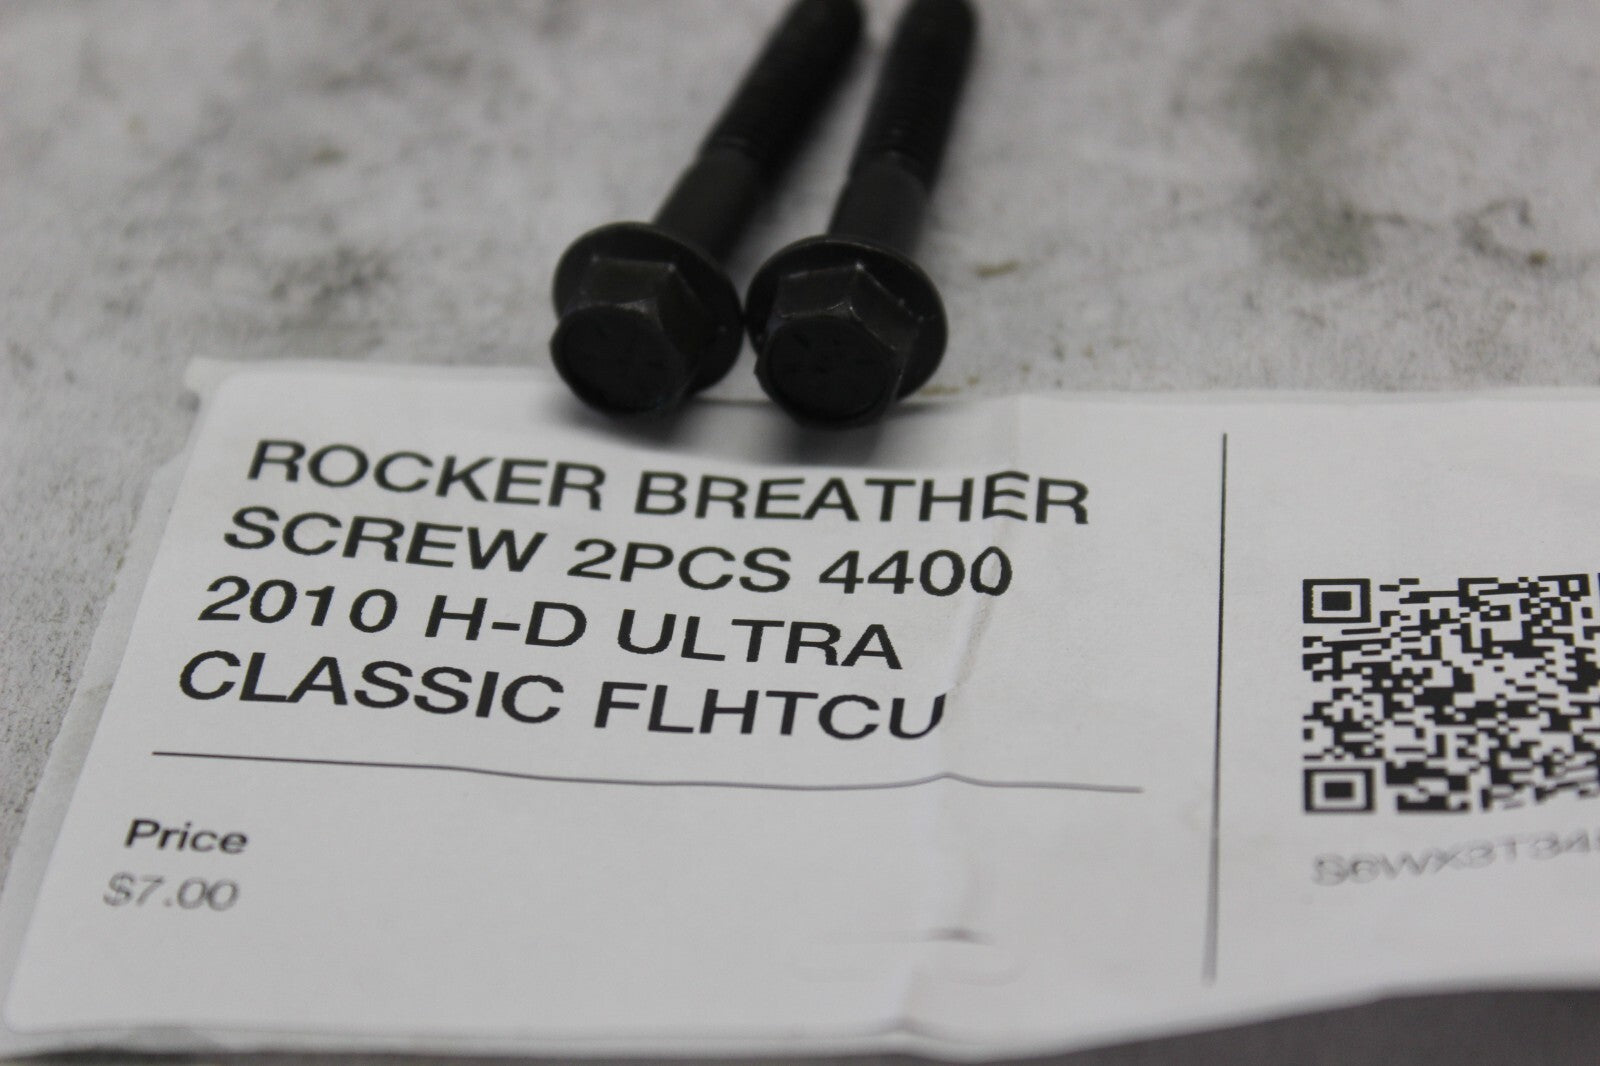 ROCKER BREATHER
SCREW 2PCS 4400
2010 H-D ULTRA
CLASSIC FLHTCU
Price
$7.00